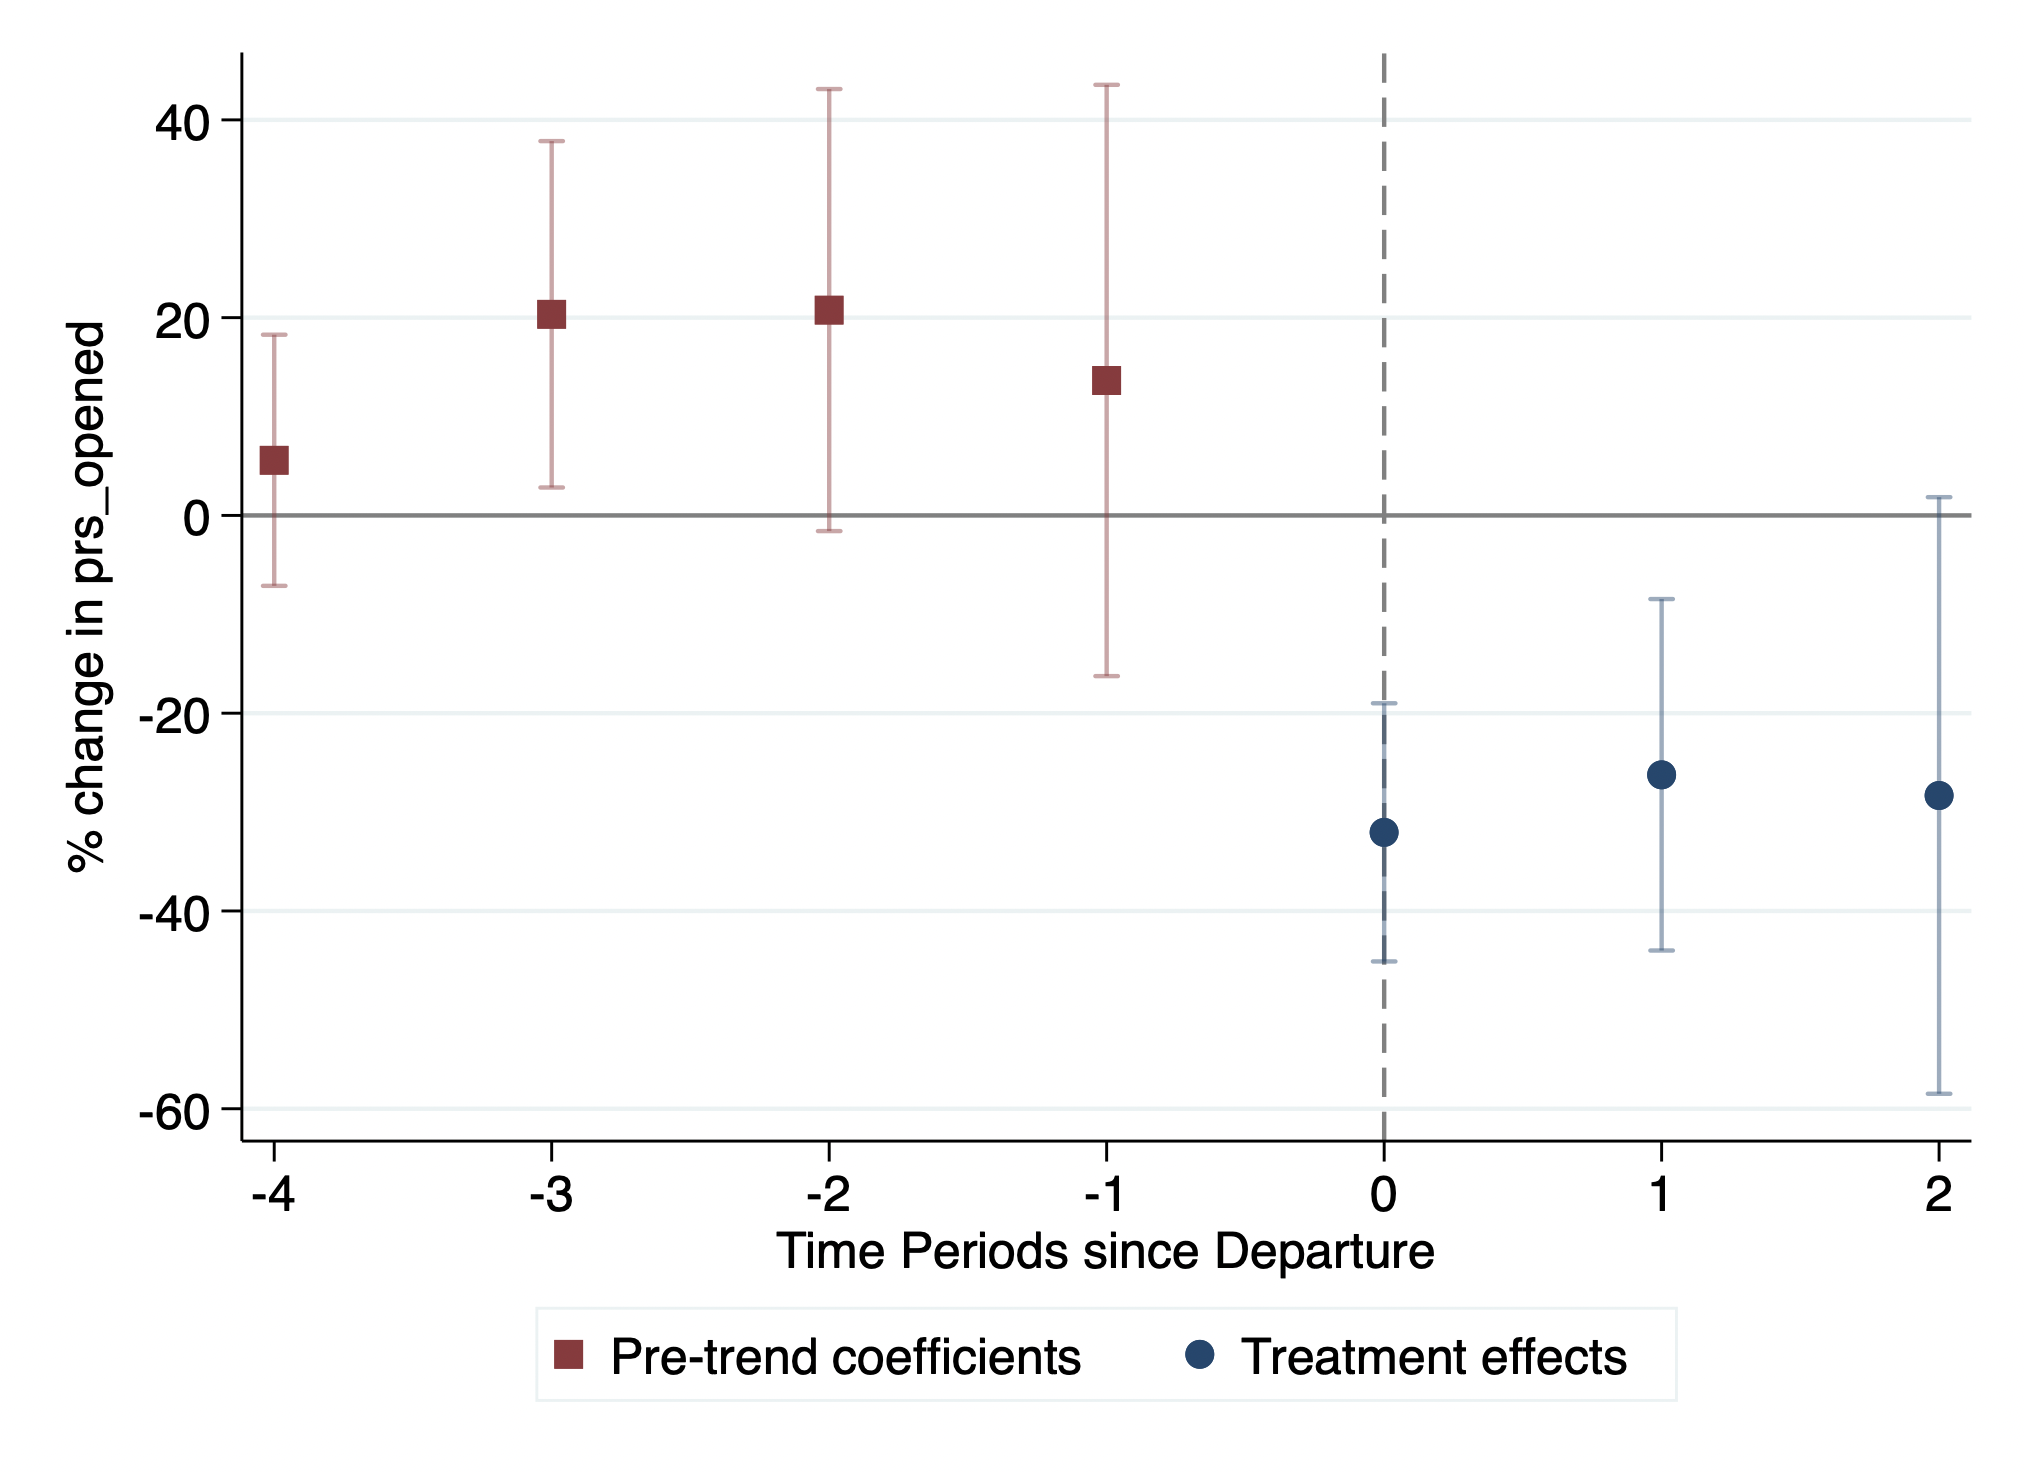 % change in prs_opened
40
20
0
-20
-40
-60
-4 -3 -2 -1 0 1 2
Time Periods since Departure
Pre-trend coefficients Treatment effects